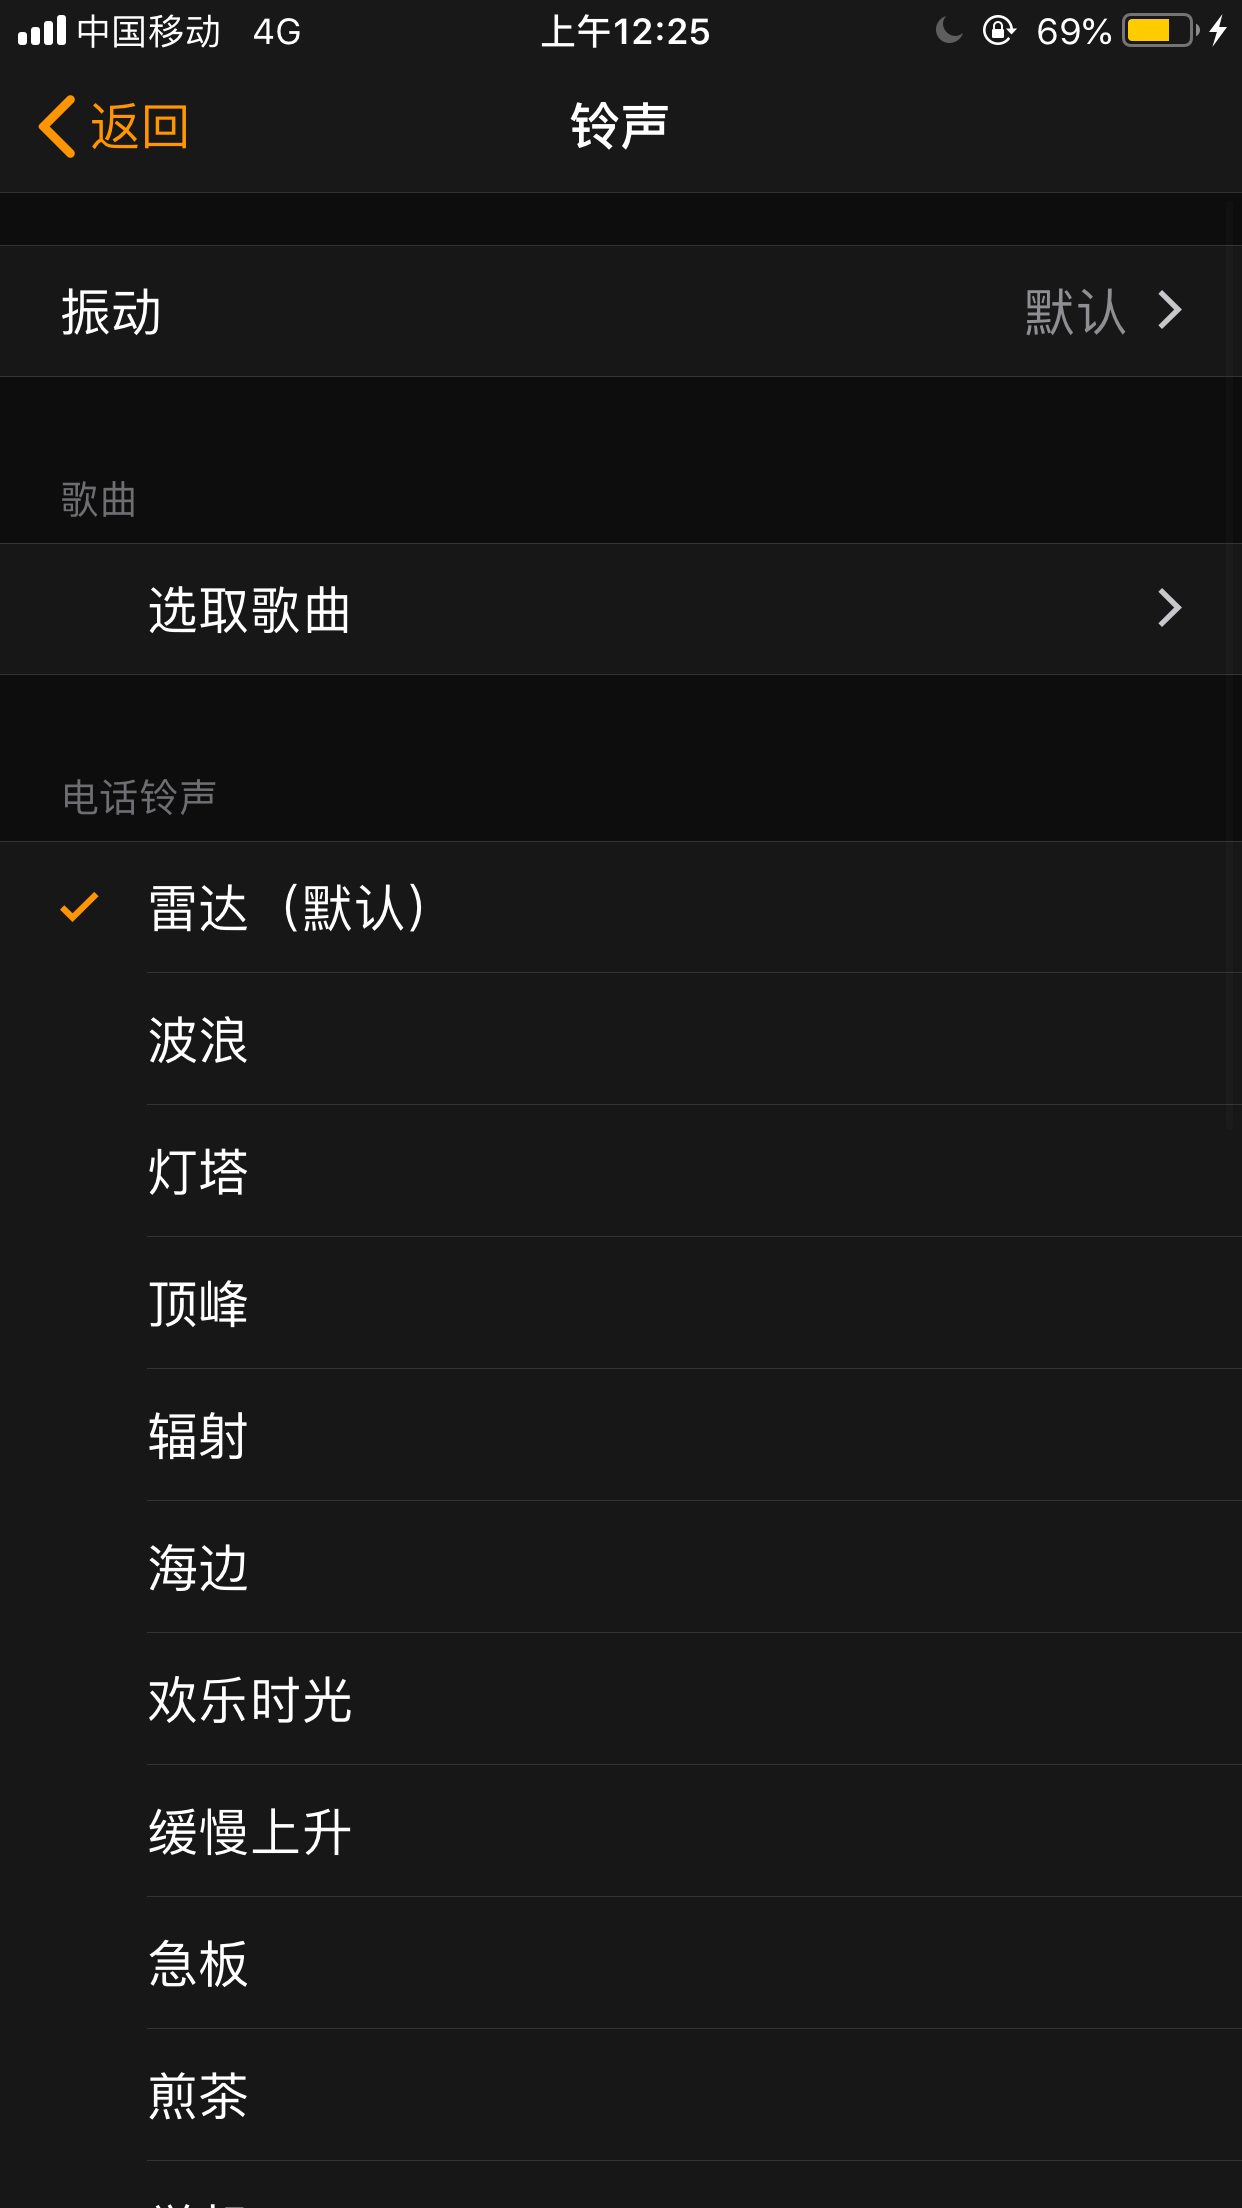 中国移动 4G 上午12:25 69%
返回 铃声
振动 默认
歌曲
选取歌曲
电话铃声
雷达（默认）
波浪
灯塔
顶峰
辐射
海边
欢乐时光
缓慢上升
急板
煎茶